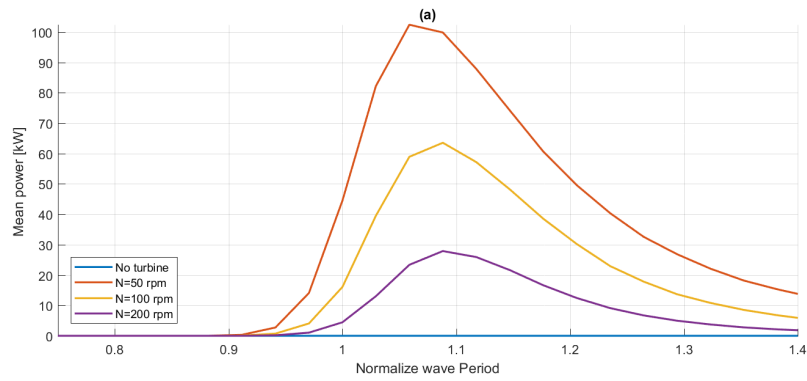 (a)
Mean power [kW]
100
90
80
70
60
50
40
30
20
10
0
No turbine
N=50 rpm
N=100 rpm
N=200 rpm
0.8 0.9 1 1.1 1.2 1.3 1.4
Normalize wave Period